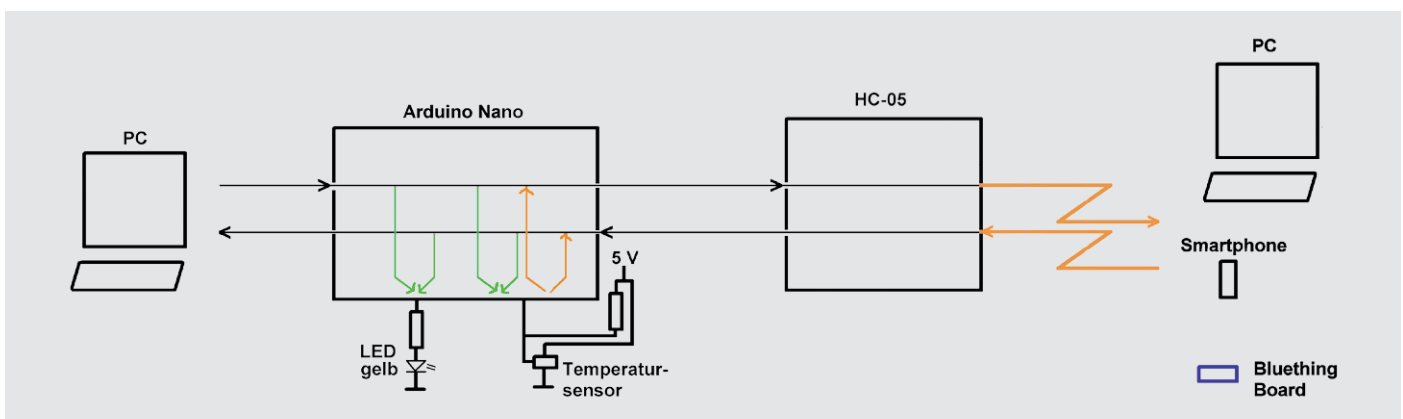 PC
Arduino Nano
HC-05
PC
Smartphone
5 V
LED
gelb
Temperatur-
sensor
Bluething
Board